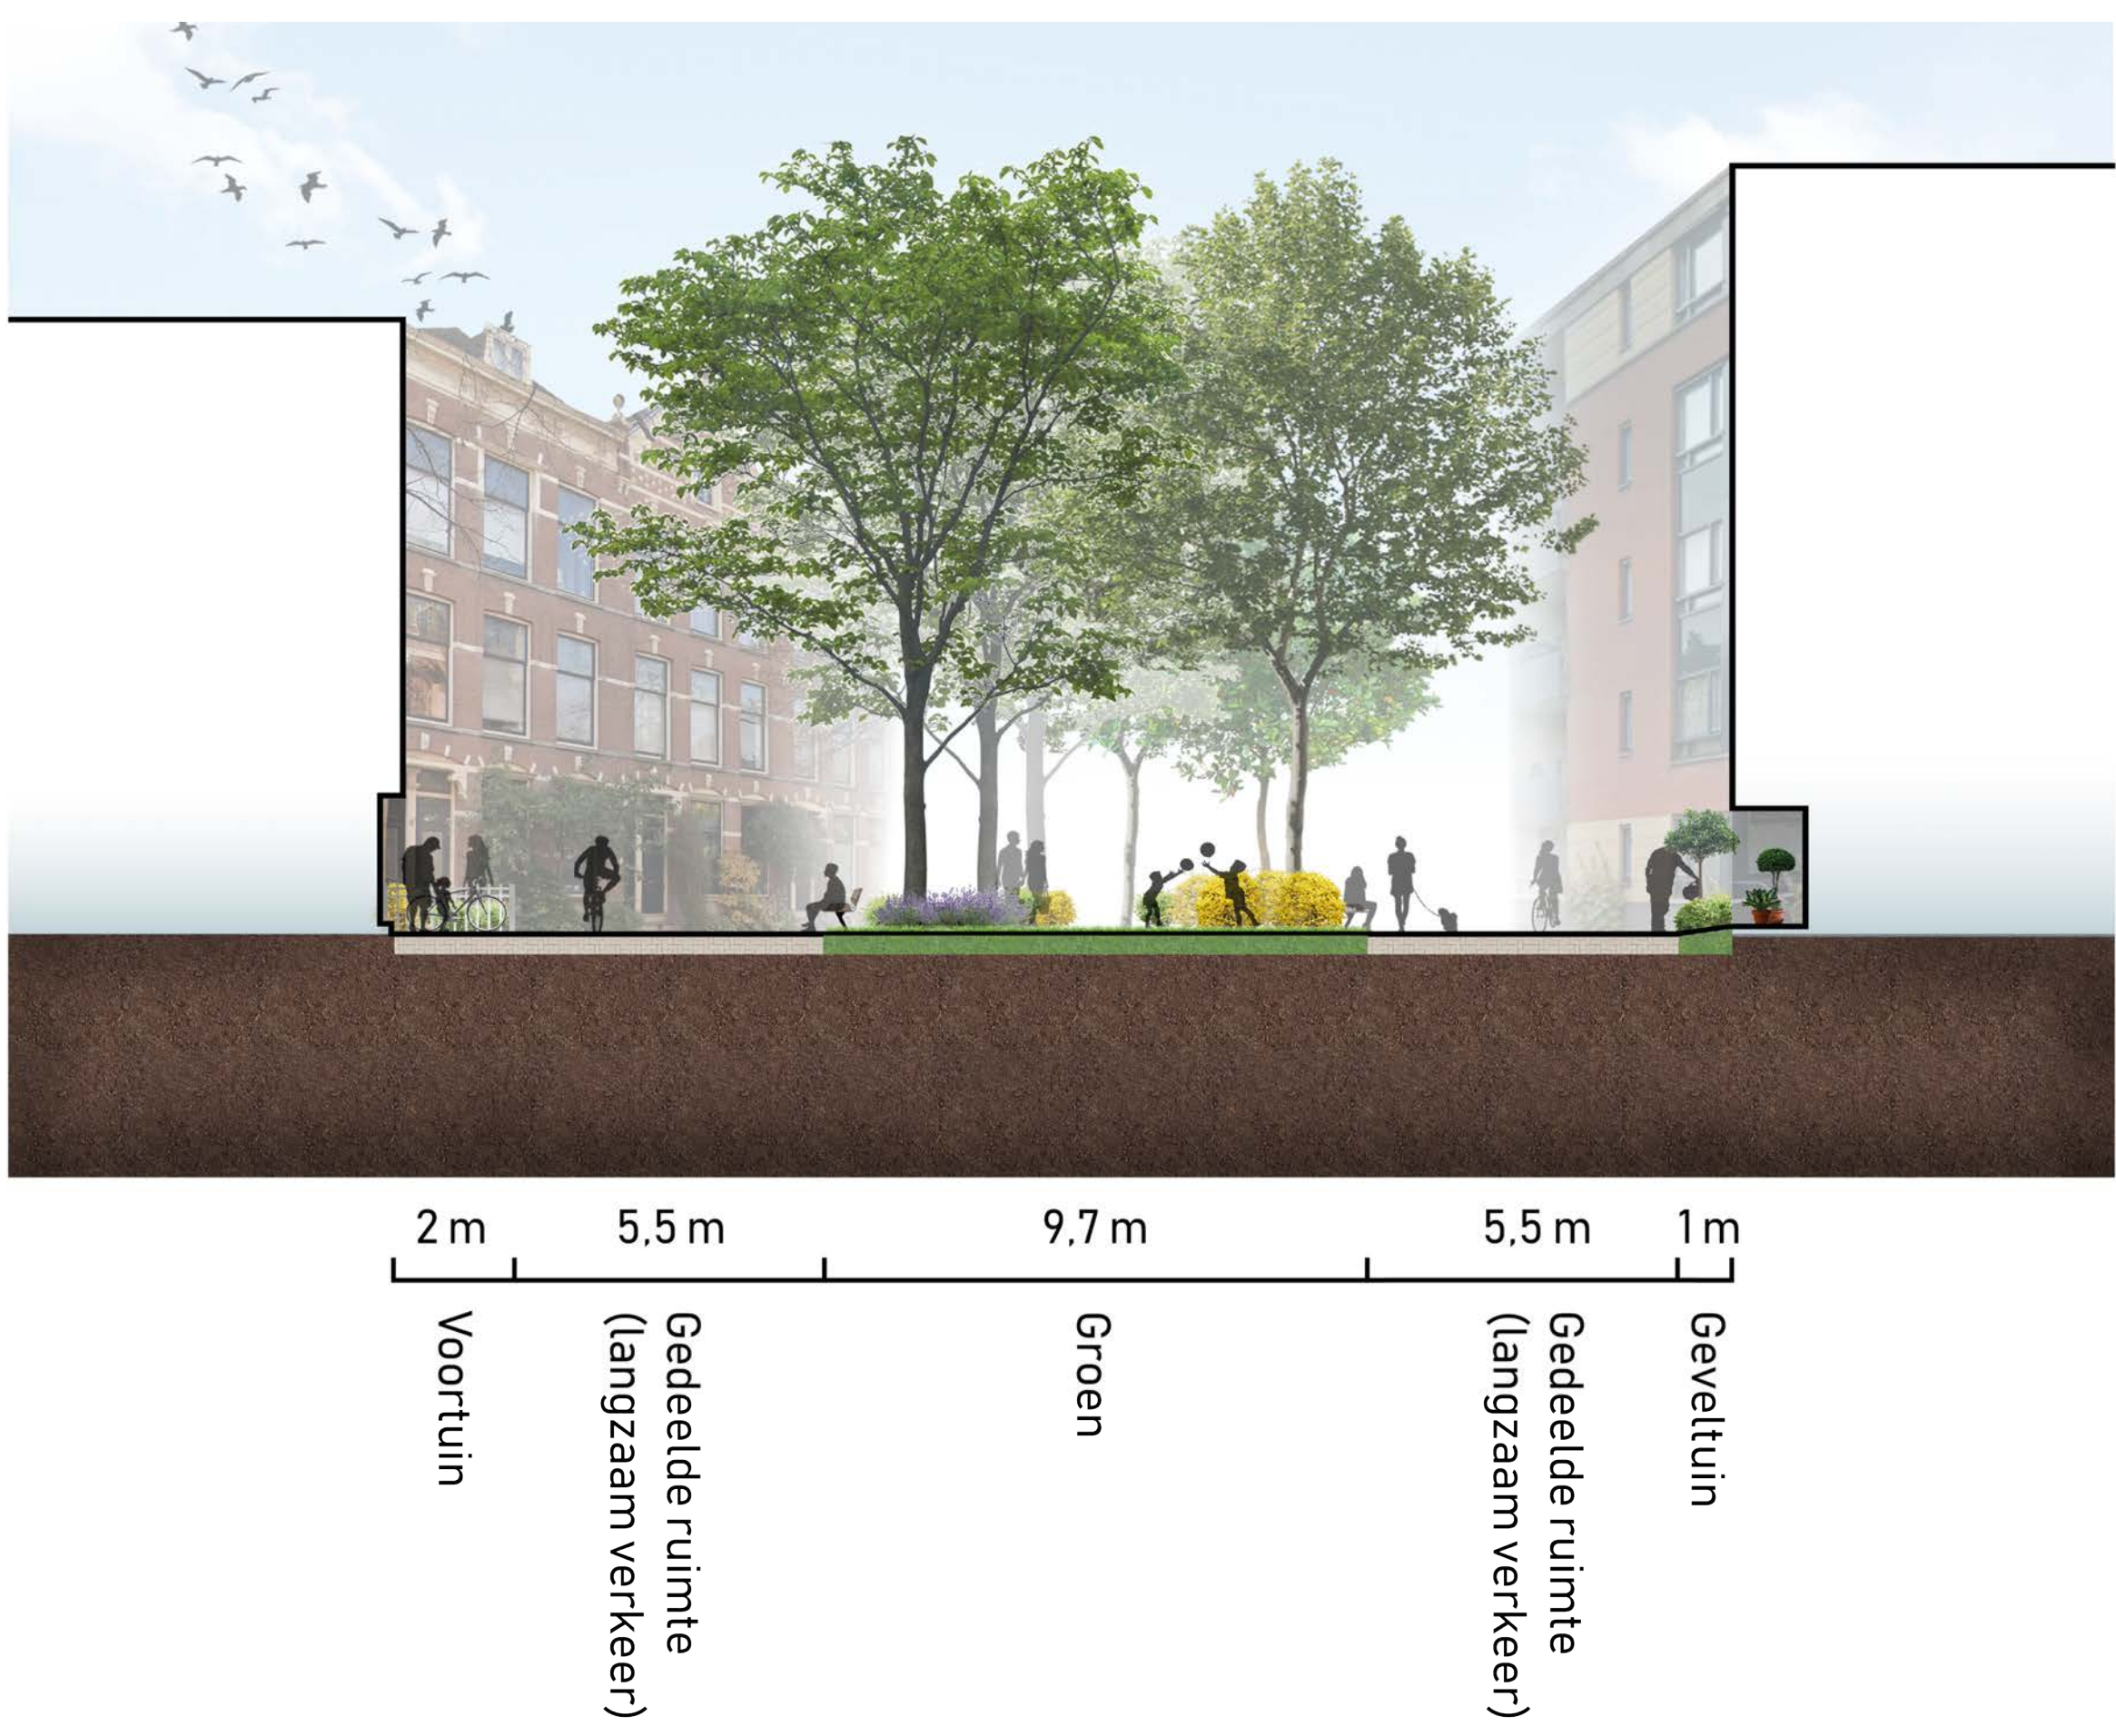 2 m
5,5 m
9,7 m
5,5 m
1 m
Voortuin
Gedeelde ruimte
(langzaam verkeer)
Groen
Gedeelde ruimte
(langzaam verkeer)
Geveltuin